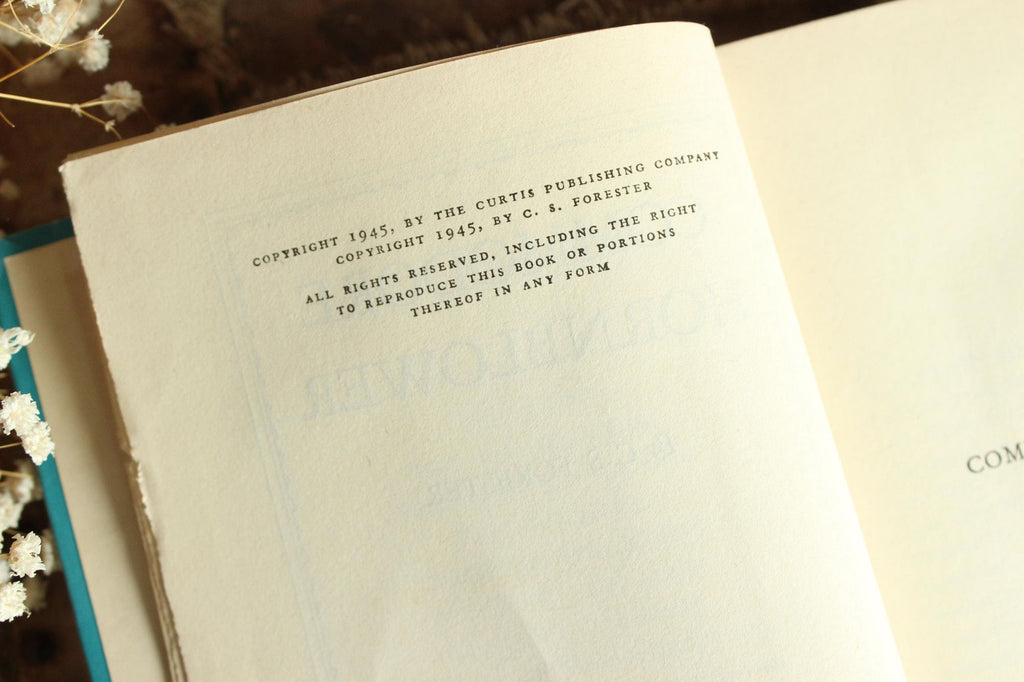 COPYRIGHT 1945, BY THE CURTIS PUBLISHING COMPANY
COPYRIGHT 1945, BY C. S. FORESTER
ALL RIGHTS RESERVED, INCLUDING THE RIGHT
TO REPRODUCE THIS BOOK OR PORTIONS
THEREOF IN ANY FORM
COM